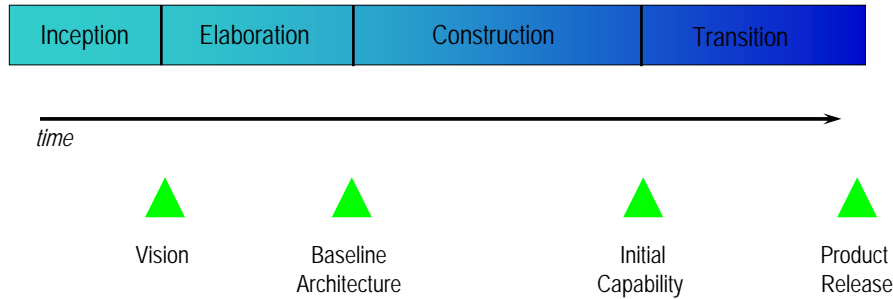 Inception Elaboration Construction Transition
time
Vision Baseline Initial Product
Architecture Capability Release